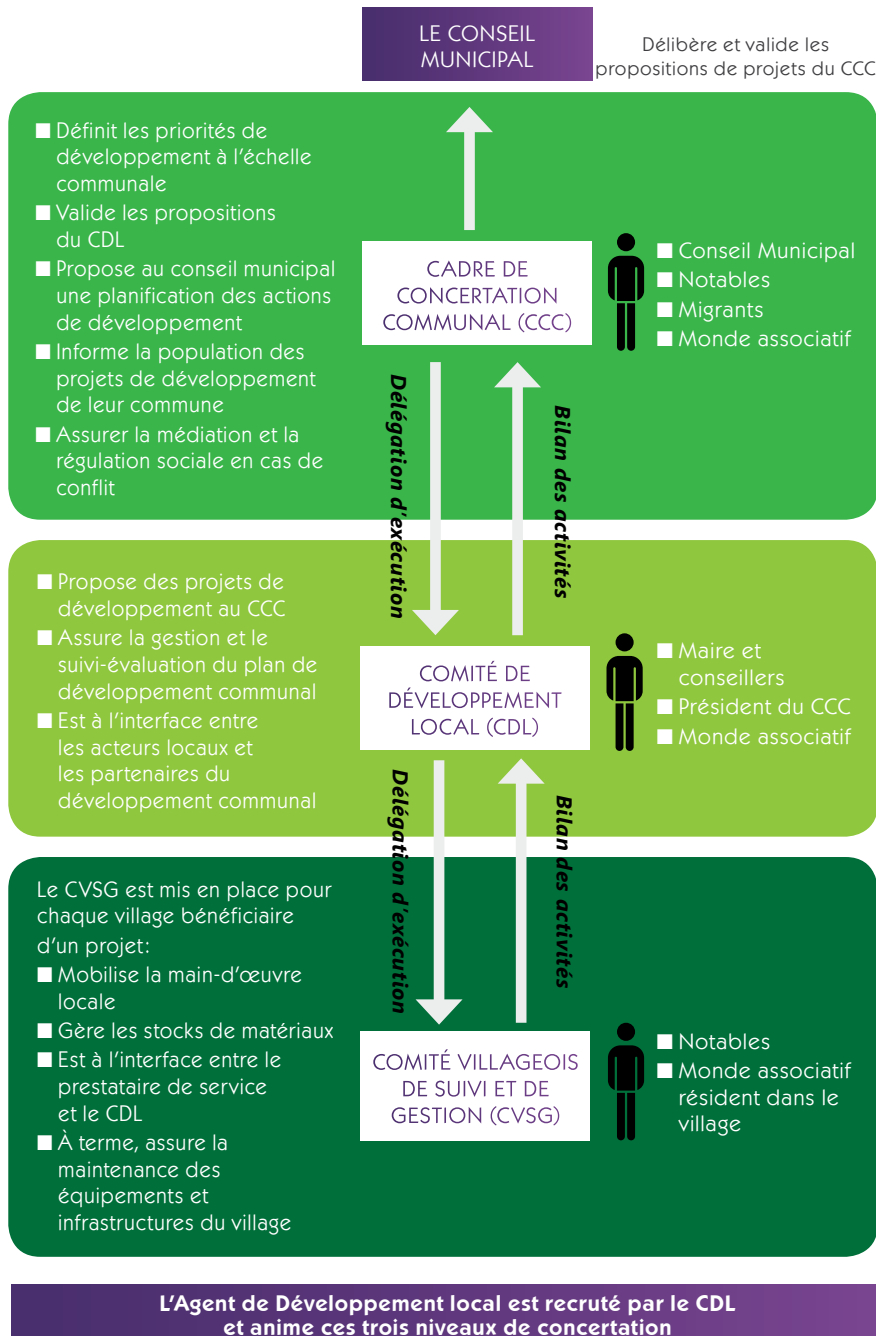 LE CONSEIL
MUNICIPAL
Délibère et valide les
propositions de projets du CCC
■ Définit les priorités de
développement à l'échelle
communale
■ Valide les propositions
du CDL
■ Propose au conseil municipal
une planification des actions
de développement
■ Informe la population des
projets de développement
de leur commune
■ Assurer la médiation et la
régulation sociale en cas de
conflit
CADRE DE
CONCERTATION
COMMUNAL (CCC)
■ Conseil Municipal
■ Notables
■ Migrants
■ Monde associatif
Délégation d'exécution
Bilan des activités
■ Propose des projets de
développement au CCC
■ Assure la gestion et le
suivi-évaluation du plan de
développement communal
■ Est à l'interface entre
les acteurs locaux et
les partenaires du
développement communal
COMITÉ DE
DÉVELOPPEMENT
LOCAL (CDL)
■ Maire et
conseillers
■ Président du CCC
■ Monde associatif
Délégation d'exécution
Bilan des activités
Le CVSG est mis en place pour
chaque village bénéficiaire
d'un projet:
■ Mobilise la main-d'œuvre
locale
■ Gère les stocks de matériaux
■ Est à l'interface entre le
prestataire de service
et le CDL
■ À terme, assure la
maintenance des
équipements et
infrastructures du village
COMITÉ VILLAGEOIS
DE SUIVI ET DE
GESTION (CVSG)
■ Notables
■ Monde associatif
résident dans le
village
L'Agent de Développement local est recruté par le CDL
et anime ces trois niveaux de concertation